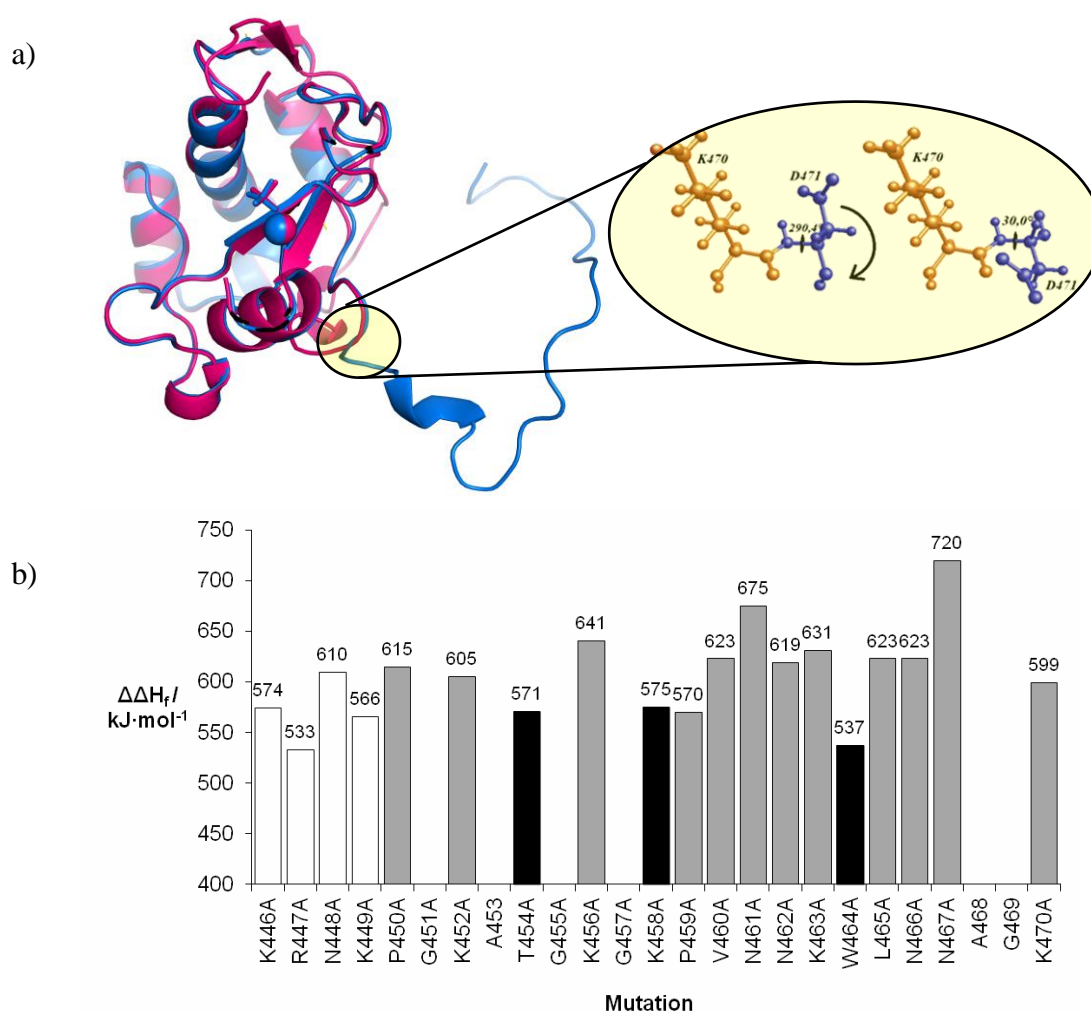 a)
K470
D471
290,4°
K470
30,0°
D471
b)
750
700
650
600
550
500
450
400
ΔΔHf /
kJ·mol-1
574
533
610
566
615
605
571
641
575
570
623
675
619
631
537
623
623
720
599
K446A
R447A
N448A
K449A
P450A
G451A
K452A
A453
T454A
G455A
K456A
G457A
K458A
P459A
V460A
N461A
N462A
K463A
W464A
L465A
N466A
N467A
A468
G469
K470A
Mutation